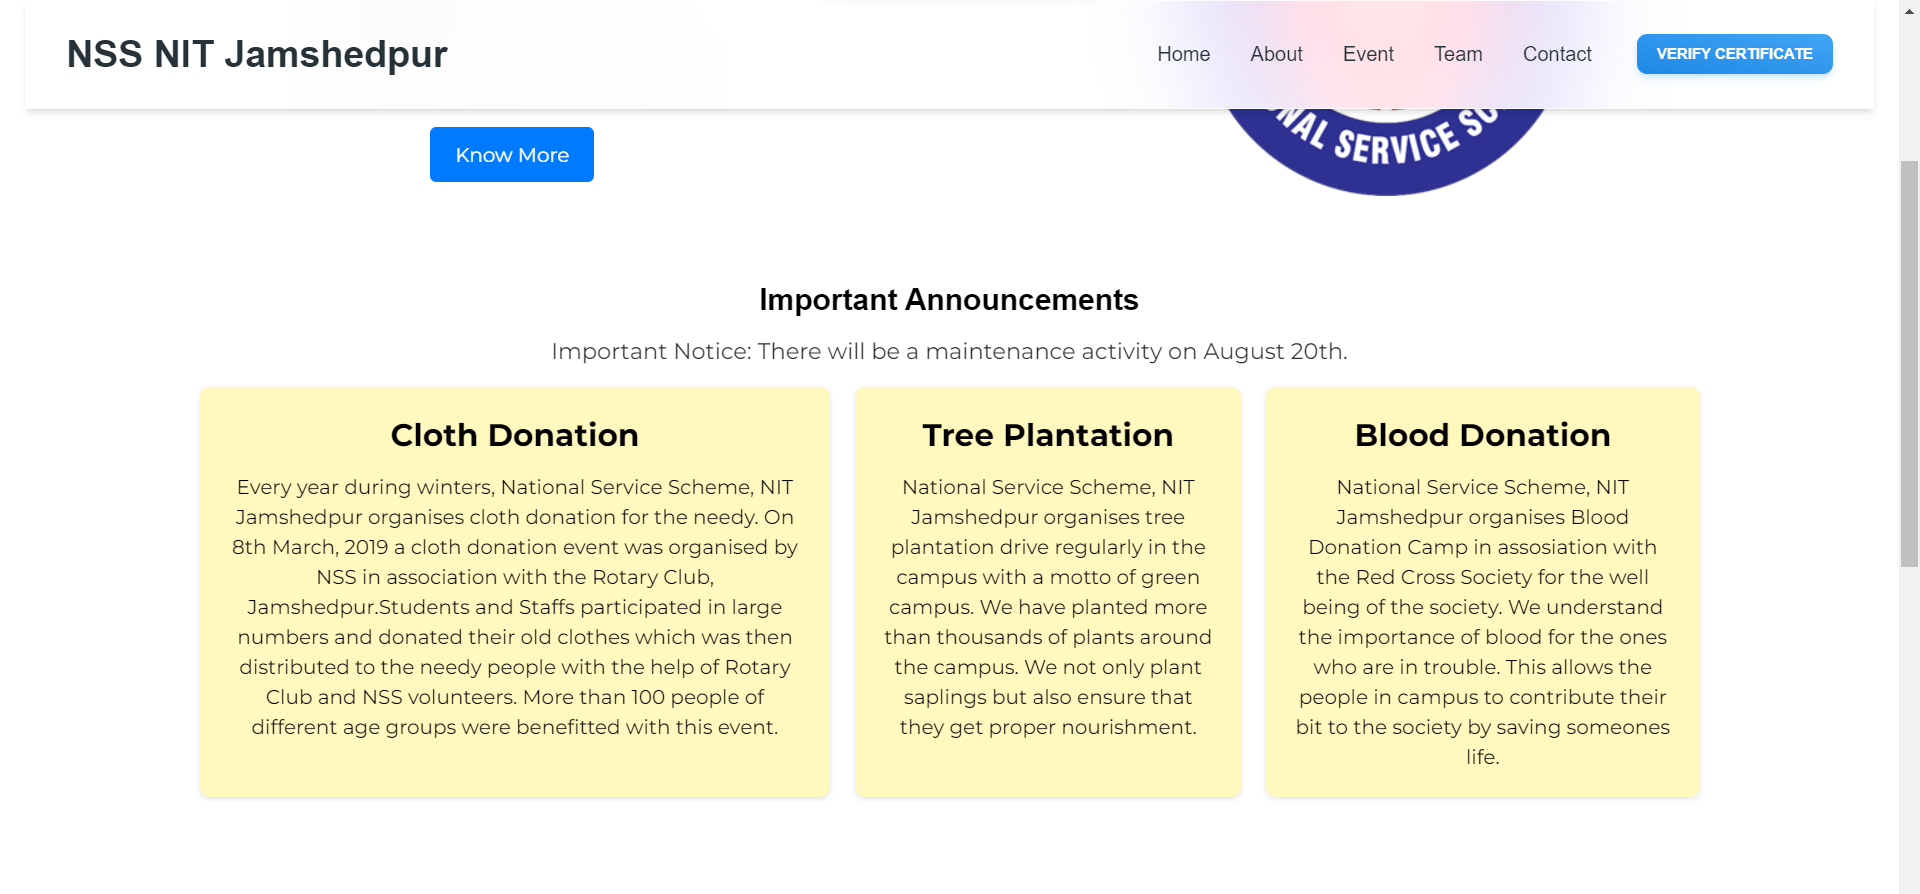 NSS NIT Jamshedpur
Home About Event Team Contact VERIFY CERTIFICATE
Know More
NAL SERVICE SC
Important Announcements
Important Notice: There will be a maintenance activity on August 20th.
Cloth Donation
Every year during winters, National Service Scheme, NIT
Jamshedpur organises cloth donation for the needy. On
8th March, 2019 a cloth donation event was organised by
NSS in association with the Rotary Club,
Jamshedpur.Students and Staffs participated in large
numbers and donated their old clothes which was then
distributed to the needy people with the help of Rotary
Club and NSS volunteers. More than 100 people of
different age groups were benefitted with this event.
Tree Plantation
National Service Scheme, NIT
Jamshedpur organises tree
plantation drive regularly in the
campus with a motto of green
campus. We have planted more
than thousands of plants around
the campus. We not only plant
saplings but also ensure that
they get proper nourishment.
Blood Donation
National Service Scheme, NIT
Jamshedpur organises Blood
Donation Camp in assosiation with
the Red Cross Society for the well
being of the society. We understand
the importance of blood for the ones
who are in trouble. This allows the
people in campus to contribute their
bit to the society by saving someones
life.